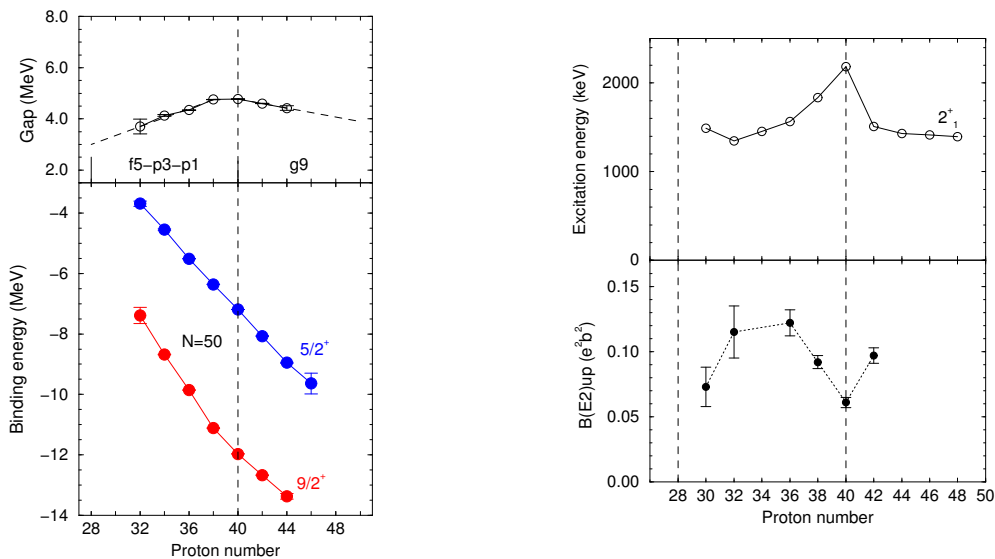 8.0
6.0
4.0
2.0
Gap (MeV)
f5−p3−p1
g9
−4
−6
−8
−10
−12
−14
Binding energy (MeV)
N=50
5/2⁺
9/2⁺
28 32 36 40 44 48
Proton number
2000
1000
0
Excitation energy (keV)
2⁺₁
0.15
0.10
0.05
0.00
B(E2)up (e²b²)
26 28 30 32 34 36 38 40 42 44 46 48 50
Proton number